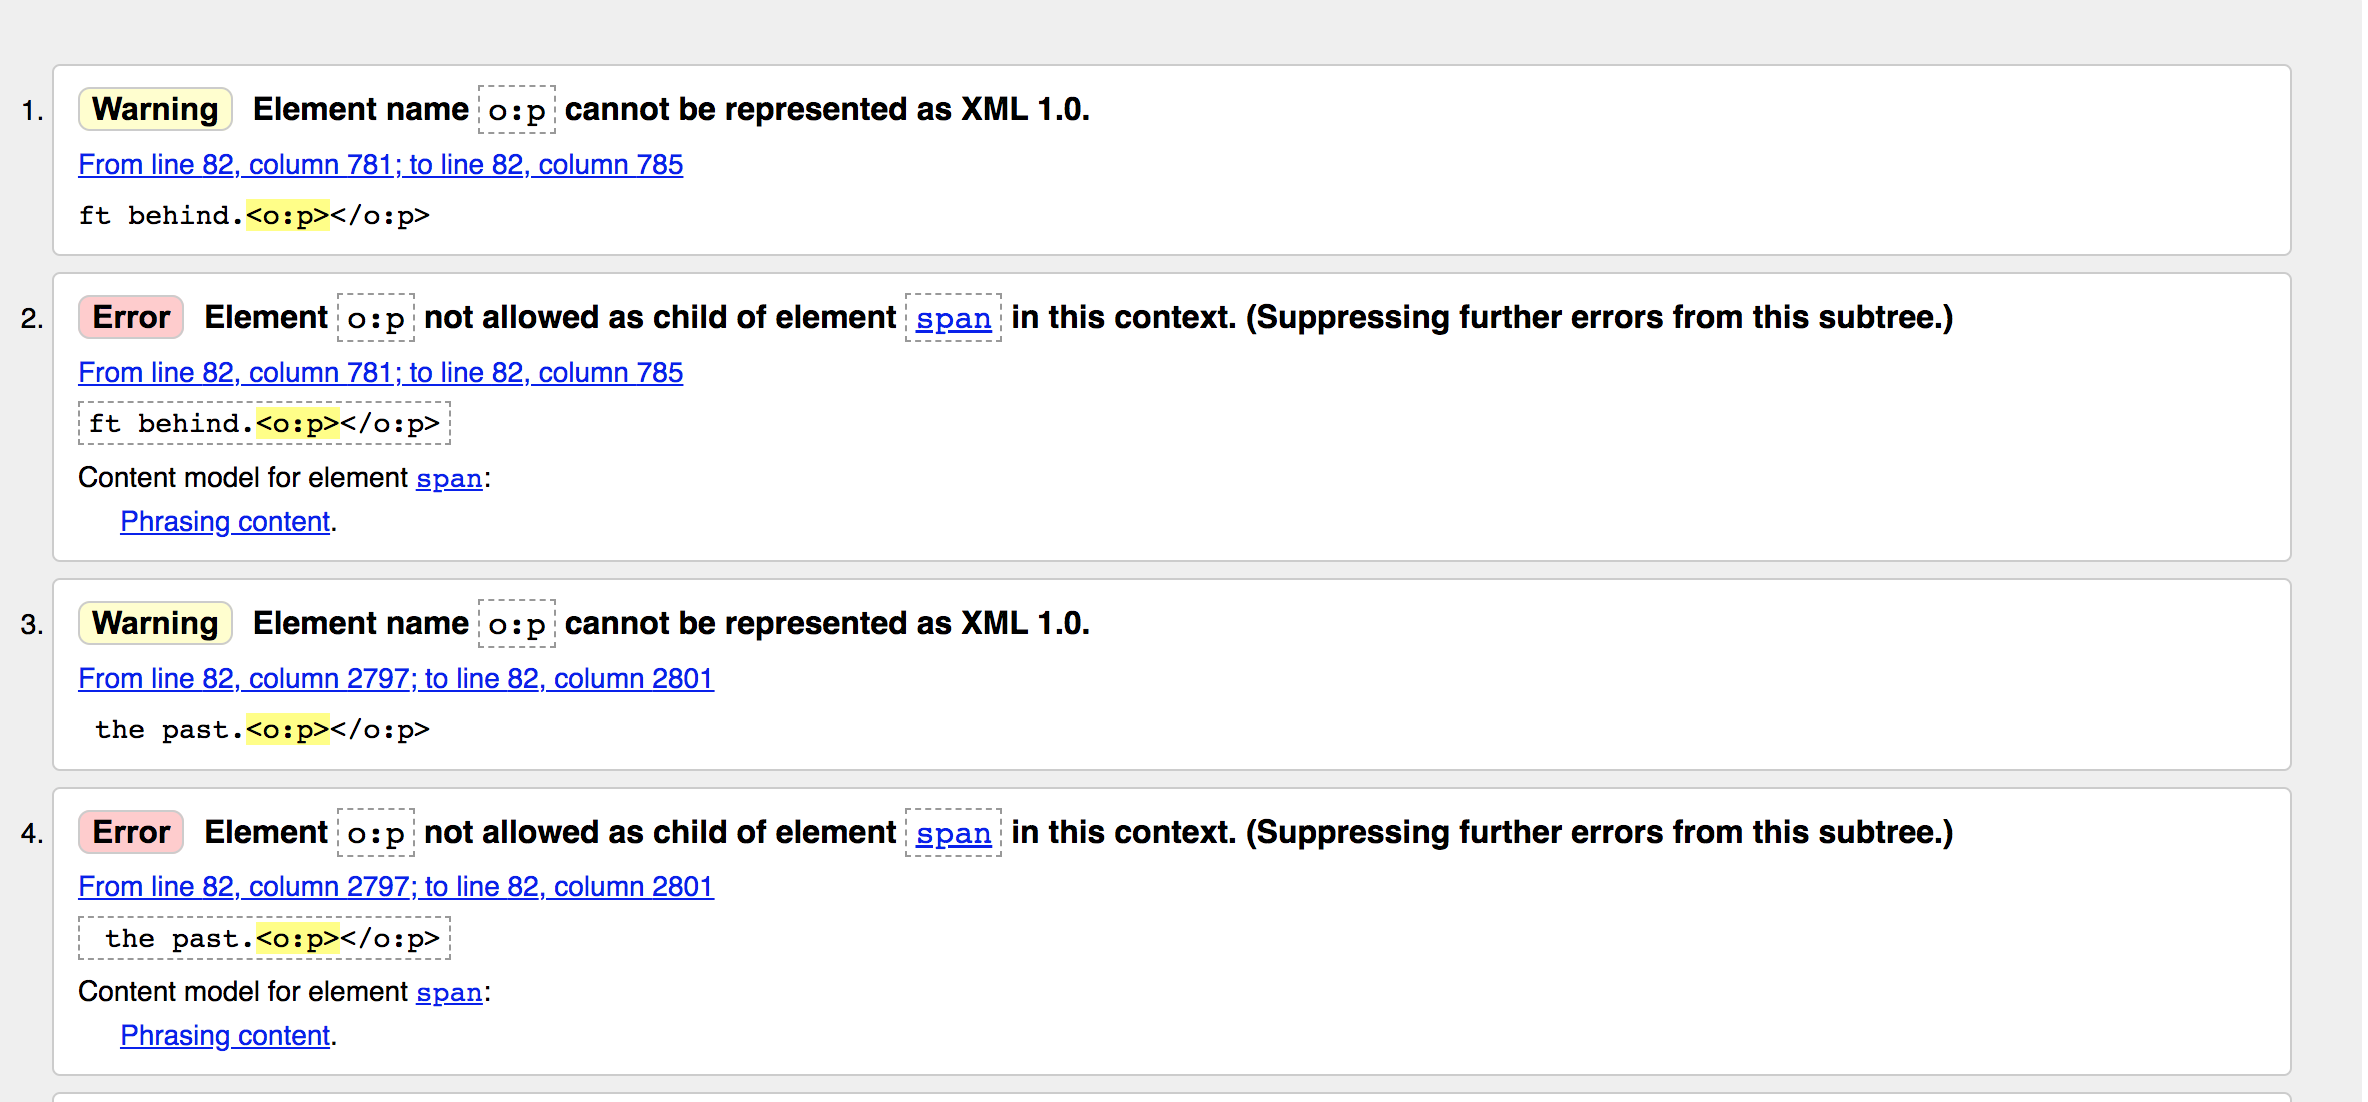 1. Warning Element name o:p cannot be represented as XML 1.0.
From line 82, column 781; to line 82, column 785
ft behind.<o:p></o:p>
2. Error Element o:p not allowed as child of element span in this context. (Suppressing further errors from this subtree.)
From line 82, column 781; to line 82, column 785
ft behind.<o:p></o:p>
Content model for element span:
Phrasing content.
3. Warning Element name o:p cannot be represented as XML 1.0.
From line 82, column 2797; to line 82, column 2801
the past.<o:p></o:p>
4. Error Element o:p not allowed as child of element span in this context. (Suppressing further errors from this subtree.)
From line 82, column 2797; to line 82, column 2801
the past.<o:p></o:p>
Content model for element span:
Phrasing content.